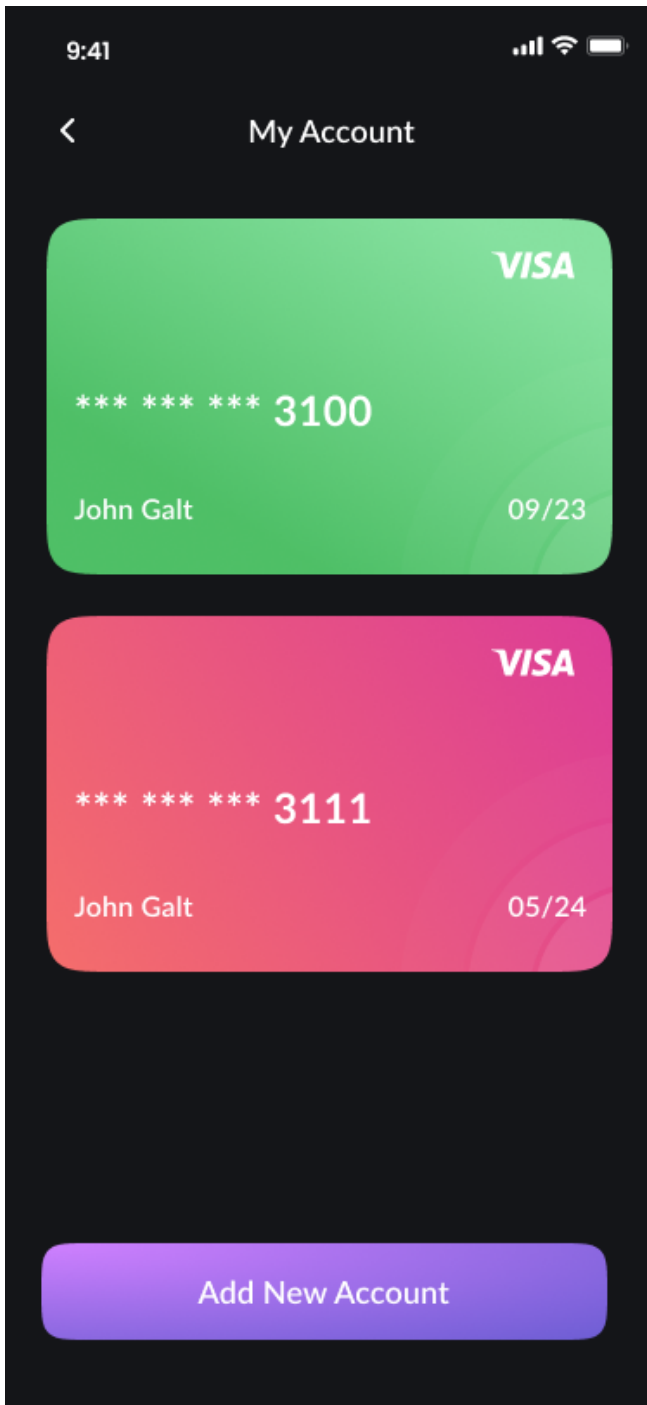 9:41
My Account
VISA
*** *** *** 3100
John Galt 09/23
VISA
*** *** *** 3111
John Galt 05/24
Add New Account